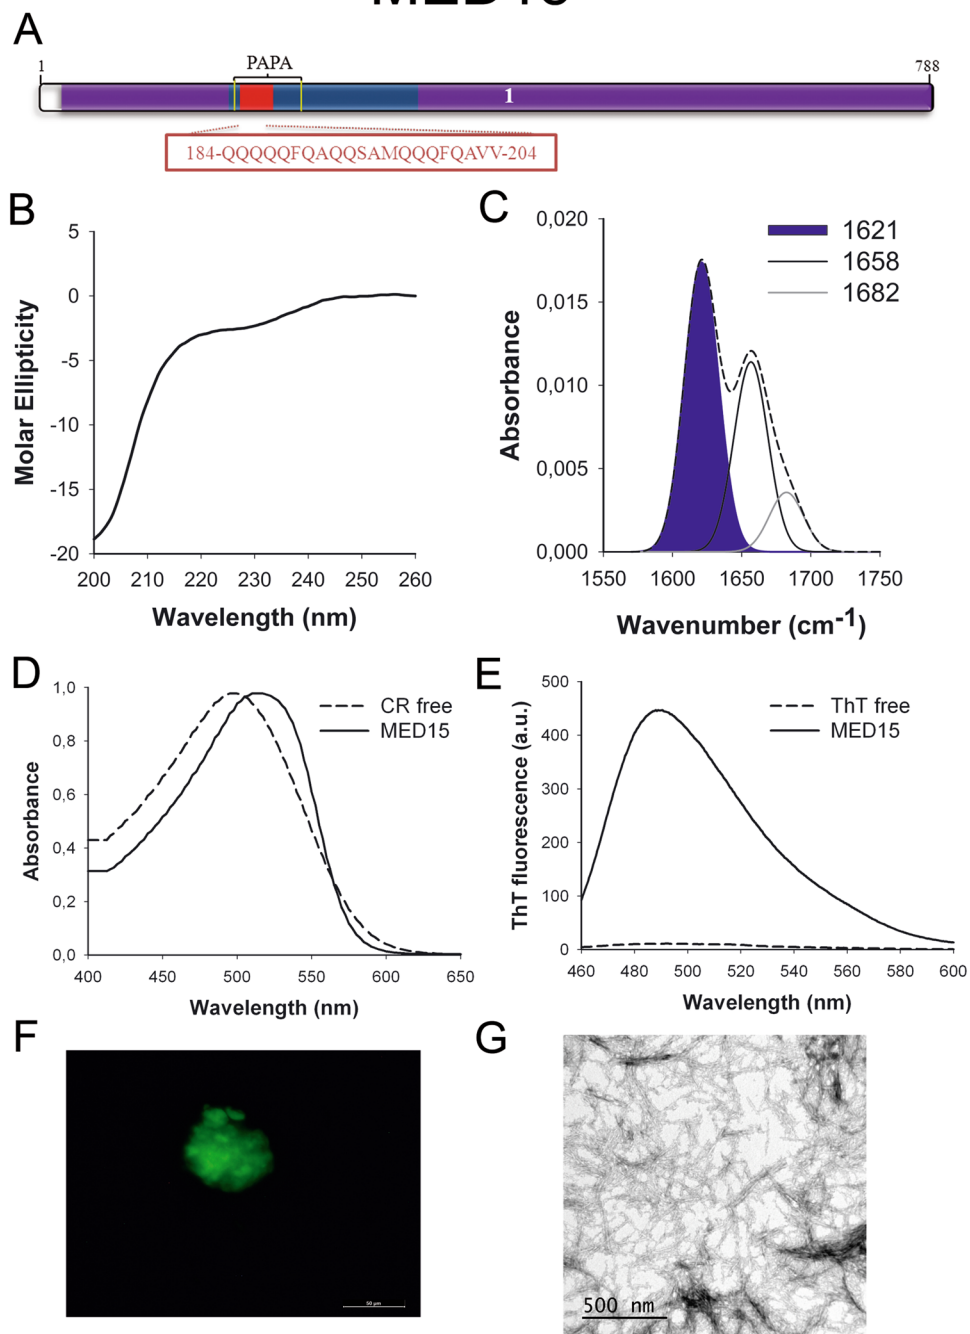 A
PAPA
1
788
1
184-QQQQQFQAQQSAMQQQFQAVV-204
B
5
0
-5
-10
-15
-20
Molar Ellipticity
200 210 220 230 240 250 260
Wavelength (nm)
C
0,020
0,015
0,010
0,005
0,000
Absorbance
1621
1658
1682
1550 1600 1650 1700 1750
Wavenumber (cm-1)
D
1,0
0,8
0,6
0,4
0,2
0,0
Absorbance
CR free
MED15
400 450 500 550 600 650
Wavelength (nm)
E
500
400
300
200
100
0
ThT fluorescence (a.u.)
ThT free
MED15
460 480 500 520 540 560 580 600
Wavelength (nm)
F
50 µm
G
500 nm